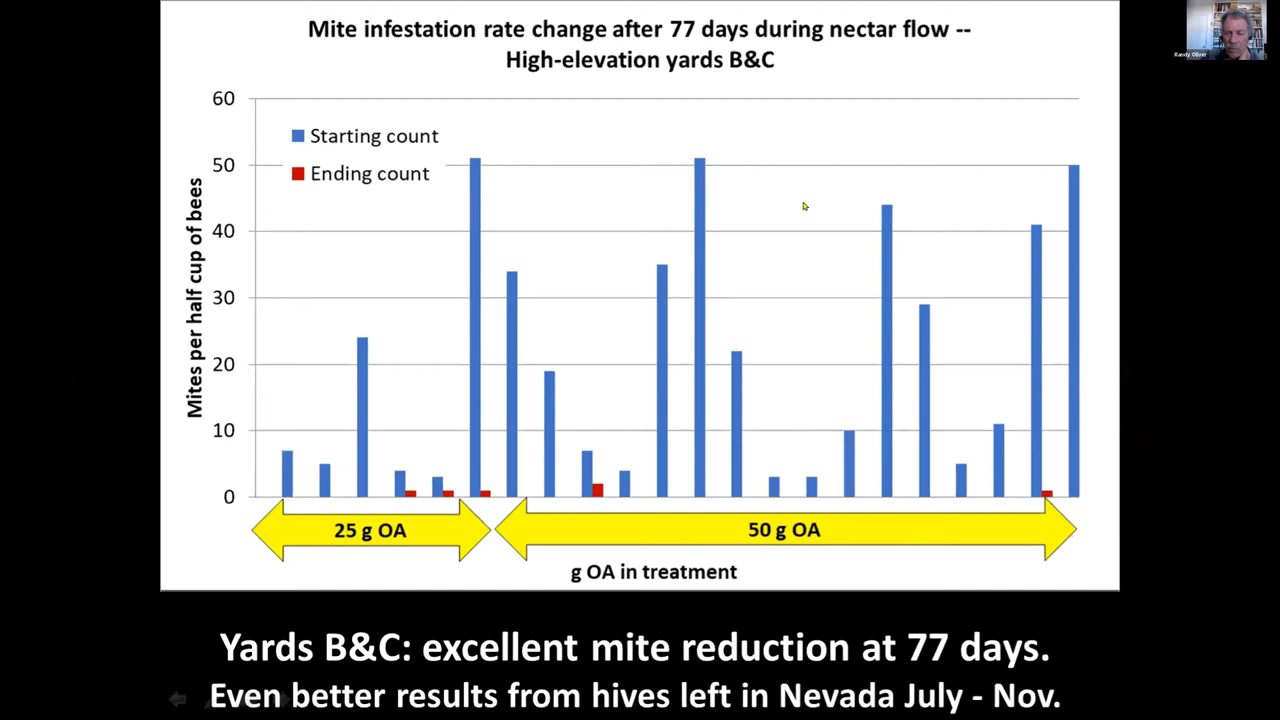 Mite infestation rate change after 77 days during nectar flow --
High-elevation yards B&C
Randy Oliver
60
50
40
30
20
10
0
Mites per half cup of bees
Starting count
Ending count
25 g OA
50 g OA
g OA in treatment
Yards B&C: excellent mite reduction at 77 days.
Even better results from hives left in Nevada July - Nov.